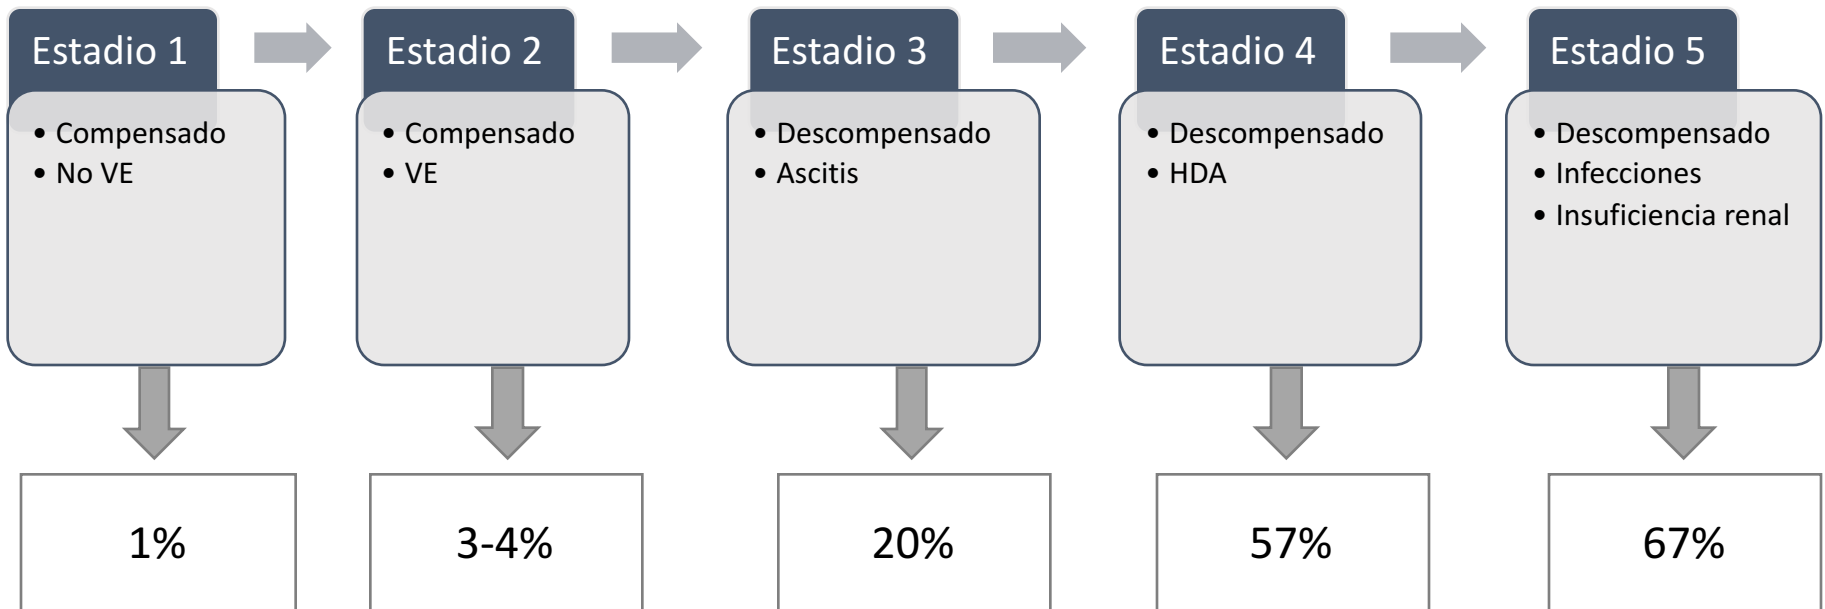 Estadio 1
• Compensado
• No VE
1%
Estadio 2
• Compensado
• VE
3-4%
Estadio 3
• Descompensado
• Ascitis
20%
Estadio 4
• Descompensado
• HDA
57%
Estadio 5
• Descompensado
• Infecciones
• Insuficiencia renal
67%